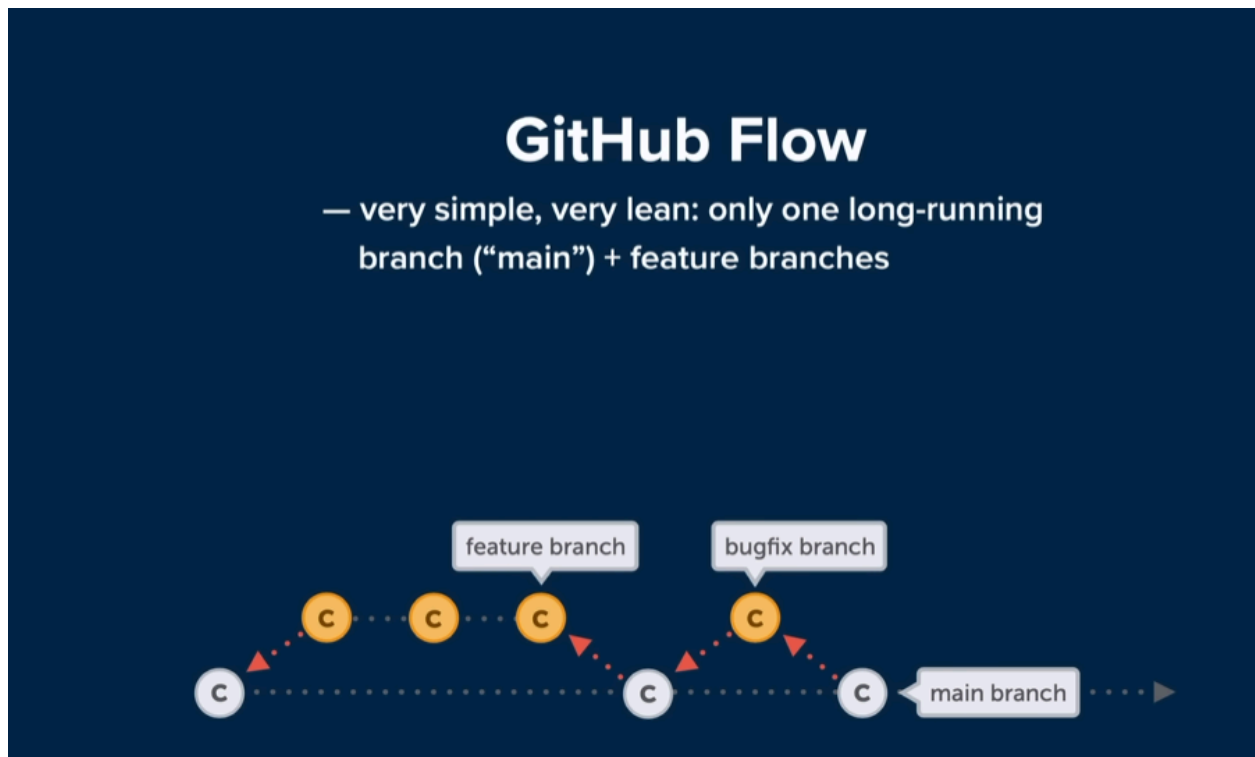 GitHub Flow
— very simple, very lean: only one long-running
branch (“main”) + feature branches
feature branch
bugfix branch
C
C
C
C
C
C
C
main branch